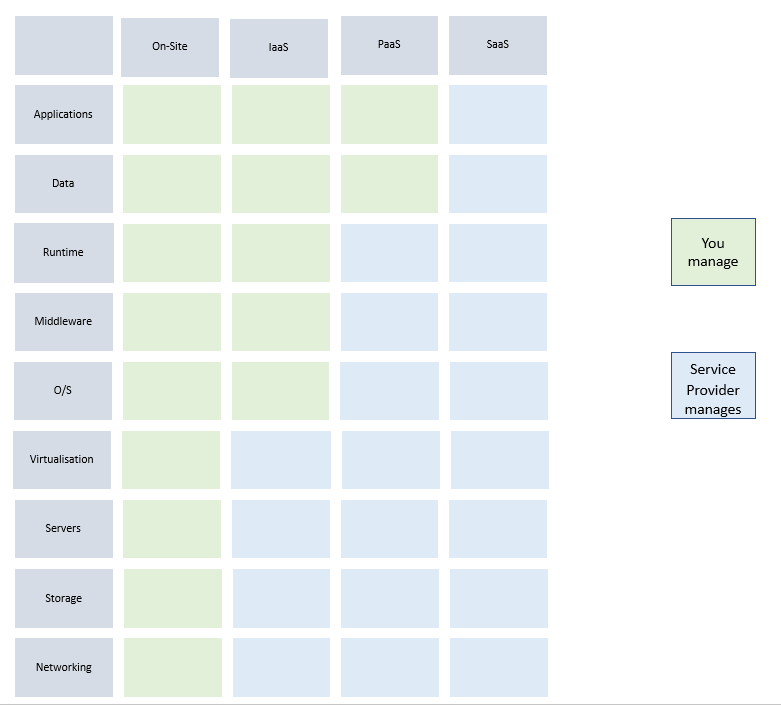 On-Site
IaaS
PaaS
SaaS
Applications
Data
Runtime
Middleware
O/S
Virtualisation
Servers
Storage
Networking
You
manage
Service
Provider
manages